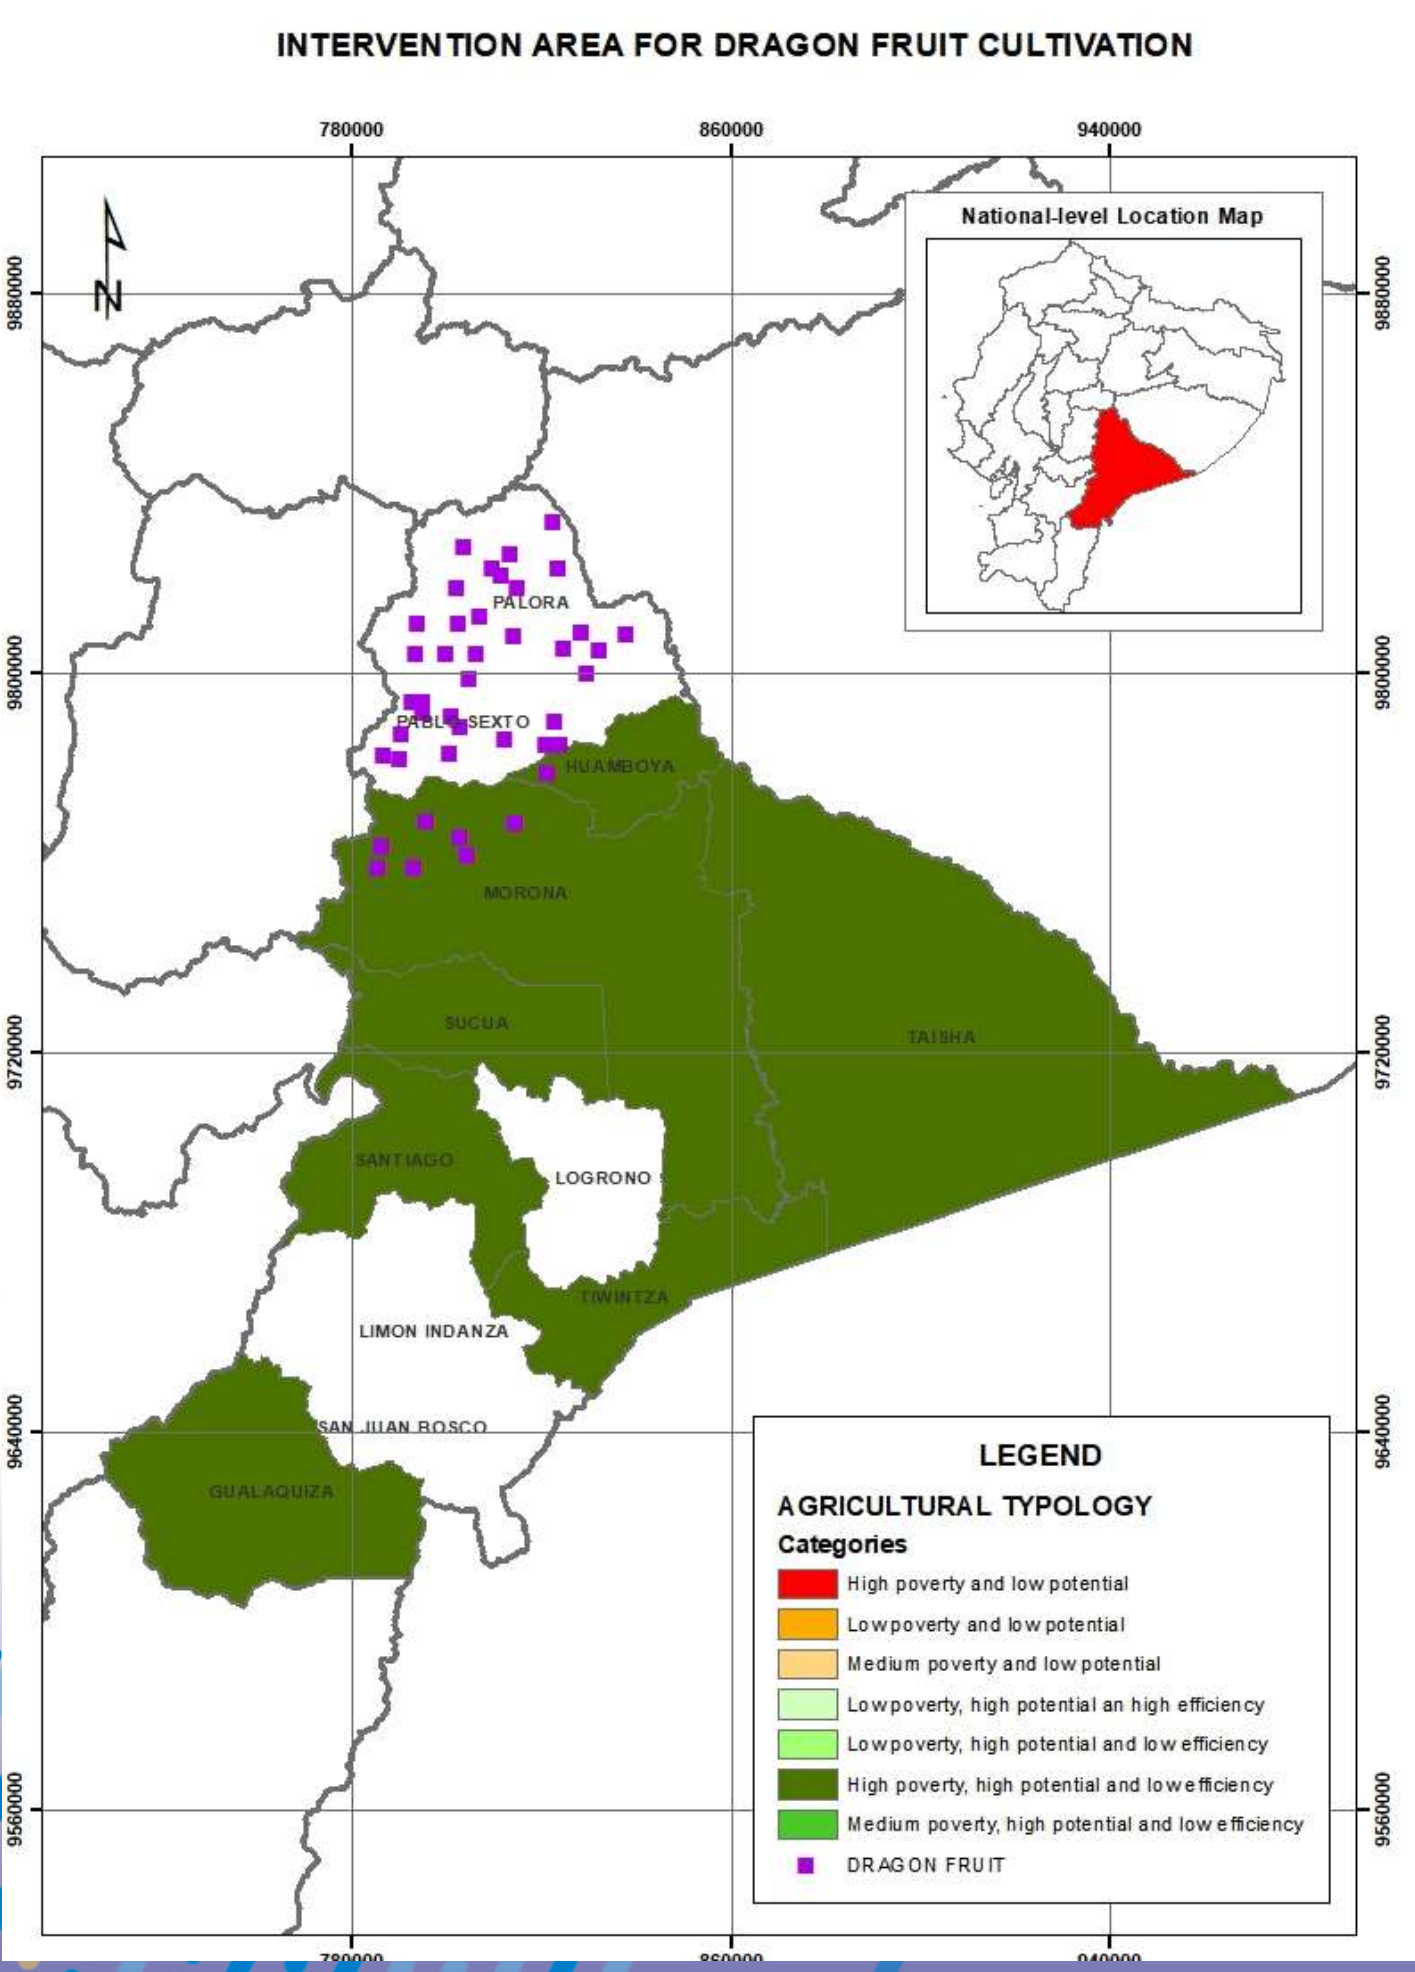 INTERVENTION AREA FOR DRAGON FRUIT CULTIVATION
780000 860000 940000
National-level Location Map
N
9880000 9880000
PALORA
9800000 9800000
PABLO SEXTO
HUAMBOYA
MORONA
SUCUA
TAISHA
9720000 9720000
SANTIAGO
LOGROÑO
TIWINTZA
LIMON INDANZA
SAN JUAN BOSCO
9640000 9640000
GUALAQUIZA
LEGEND
AGRICULTURAL TYPOLOGY
Categories
High poverty and low potential
Low poverty and low potential
Medium poverty and low potential
Low poverty, high potential an high efficiency
Low poverty, high potential and low efficiency
High poverty, high potential and low efficiency
Medium poverty, high potential and low efficiency
DRAGON FRUIT
9560000 9560000
780000 860000 940000